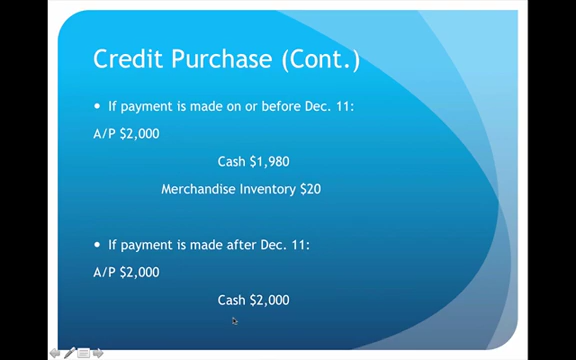 Credit Purchase (Cont.)
• If payment is made on or before Dec. 11:
A/P $2,000
Cash $1,980
Merchandise Inventory $20
• If payment is made after Dec. 11:
A/P $2,000
Cash $2,000